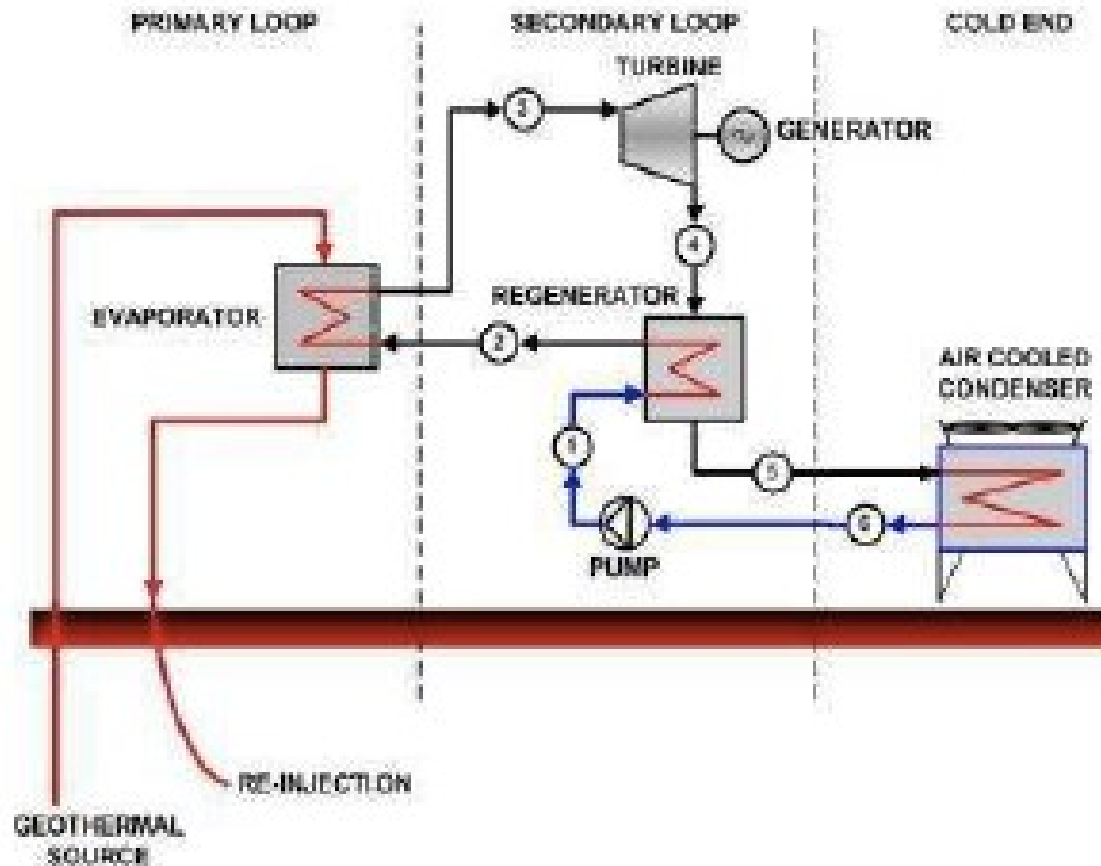 PRIMARY LOOP
SECONDARY LOOP
COLD END
TURBINE
3
GENERATOR
4
REGENERATOR
EVAPORATOR
2
AIR COOLED
CONDENSER
1
5
6
PUMP
RE-INJECTION
GEOTHERMAL
SOURCE